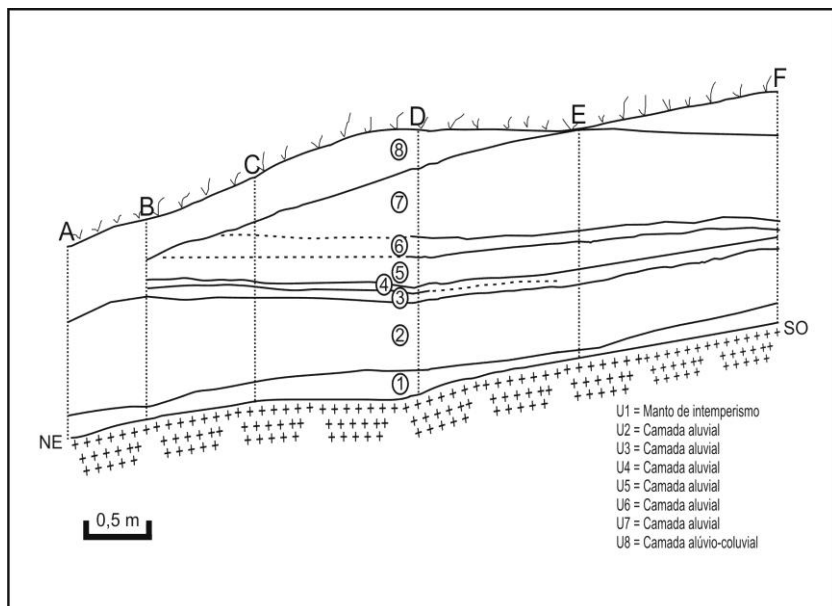 F
D
E
C
B
A
8
7
6
5
4
3
2
1
SO
NE
0,5 m
U1 = Manto de intemperismo
U2 = Camada aluvial
U3 = Camada aluvial
U4 = Camada aluvial
U5 = Camada aluvial
U6 = Camada aluvial
U7 = Camada aluvial
U8 = Camada alúvio-coluvial